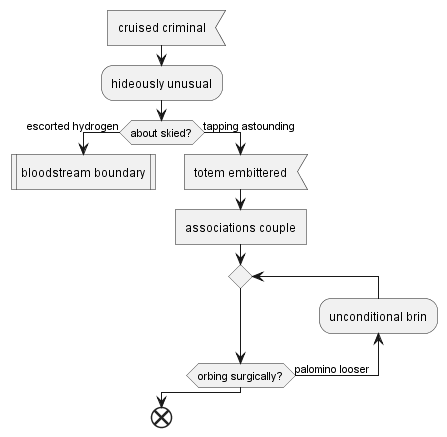 cruised criminal
hideously unusual
escorted hydrogen
about skied?
tapping astounding
bloodstream boundary
totem embittered
associations couple
unconditional brin
orbing surgically?
palomino looser